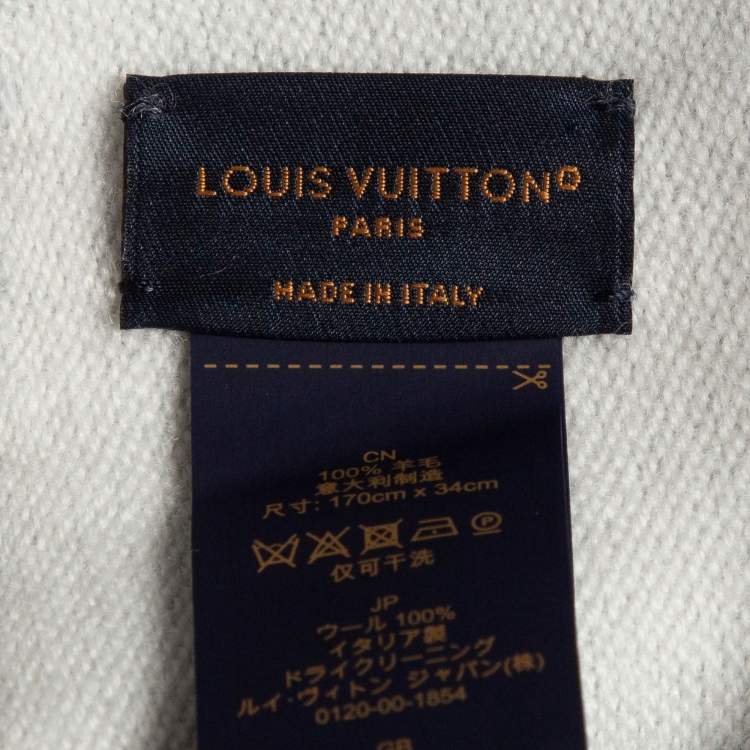 LOUIS VUITTON®
PARIS
MADE IN ITALY
CN
100% 羊毛
意大利制造
尺寸: 170cm x 34cm
仅可干洗
JP
ウール 100%
イタリア製
ドライクリーニング
ルイ・ヴィトン ジャパン(株)
0120-00-1854
GB